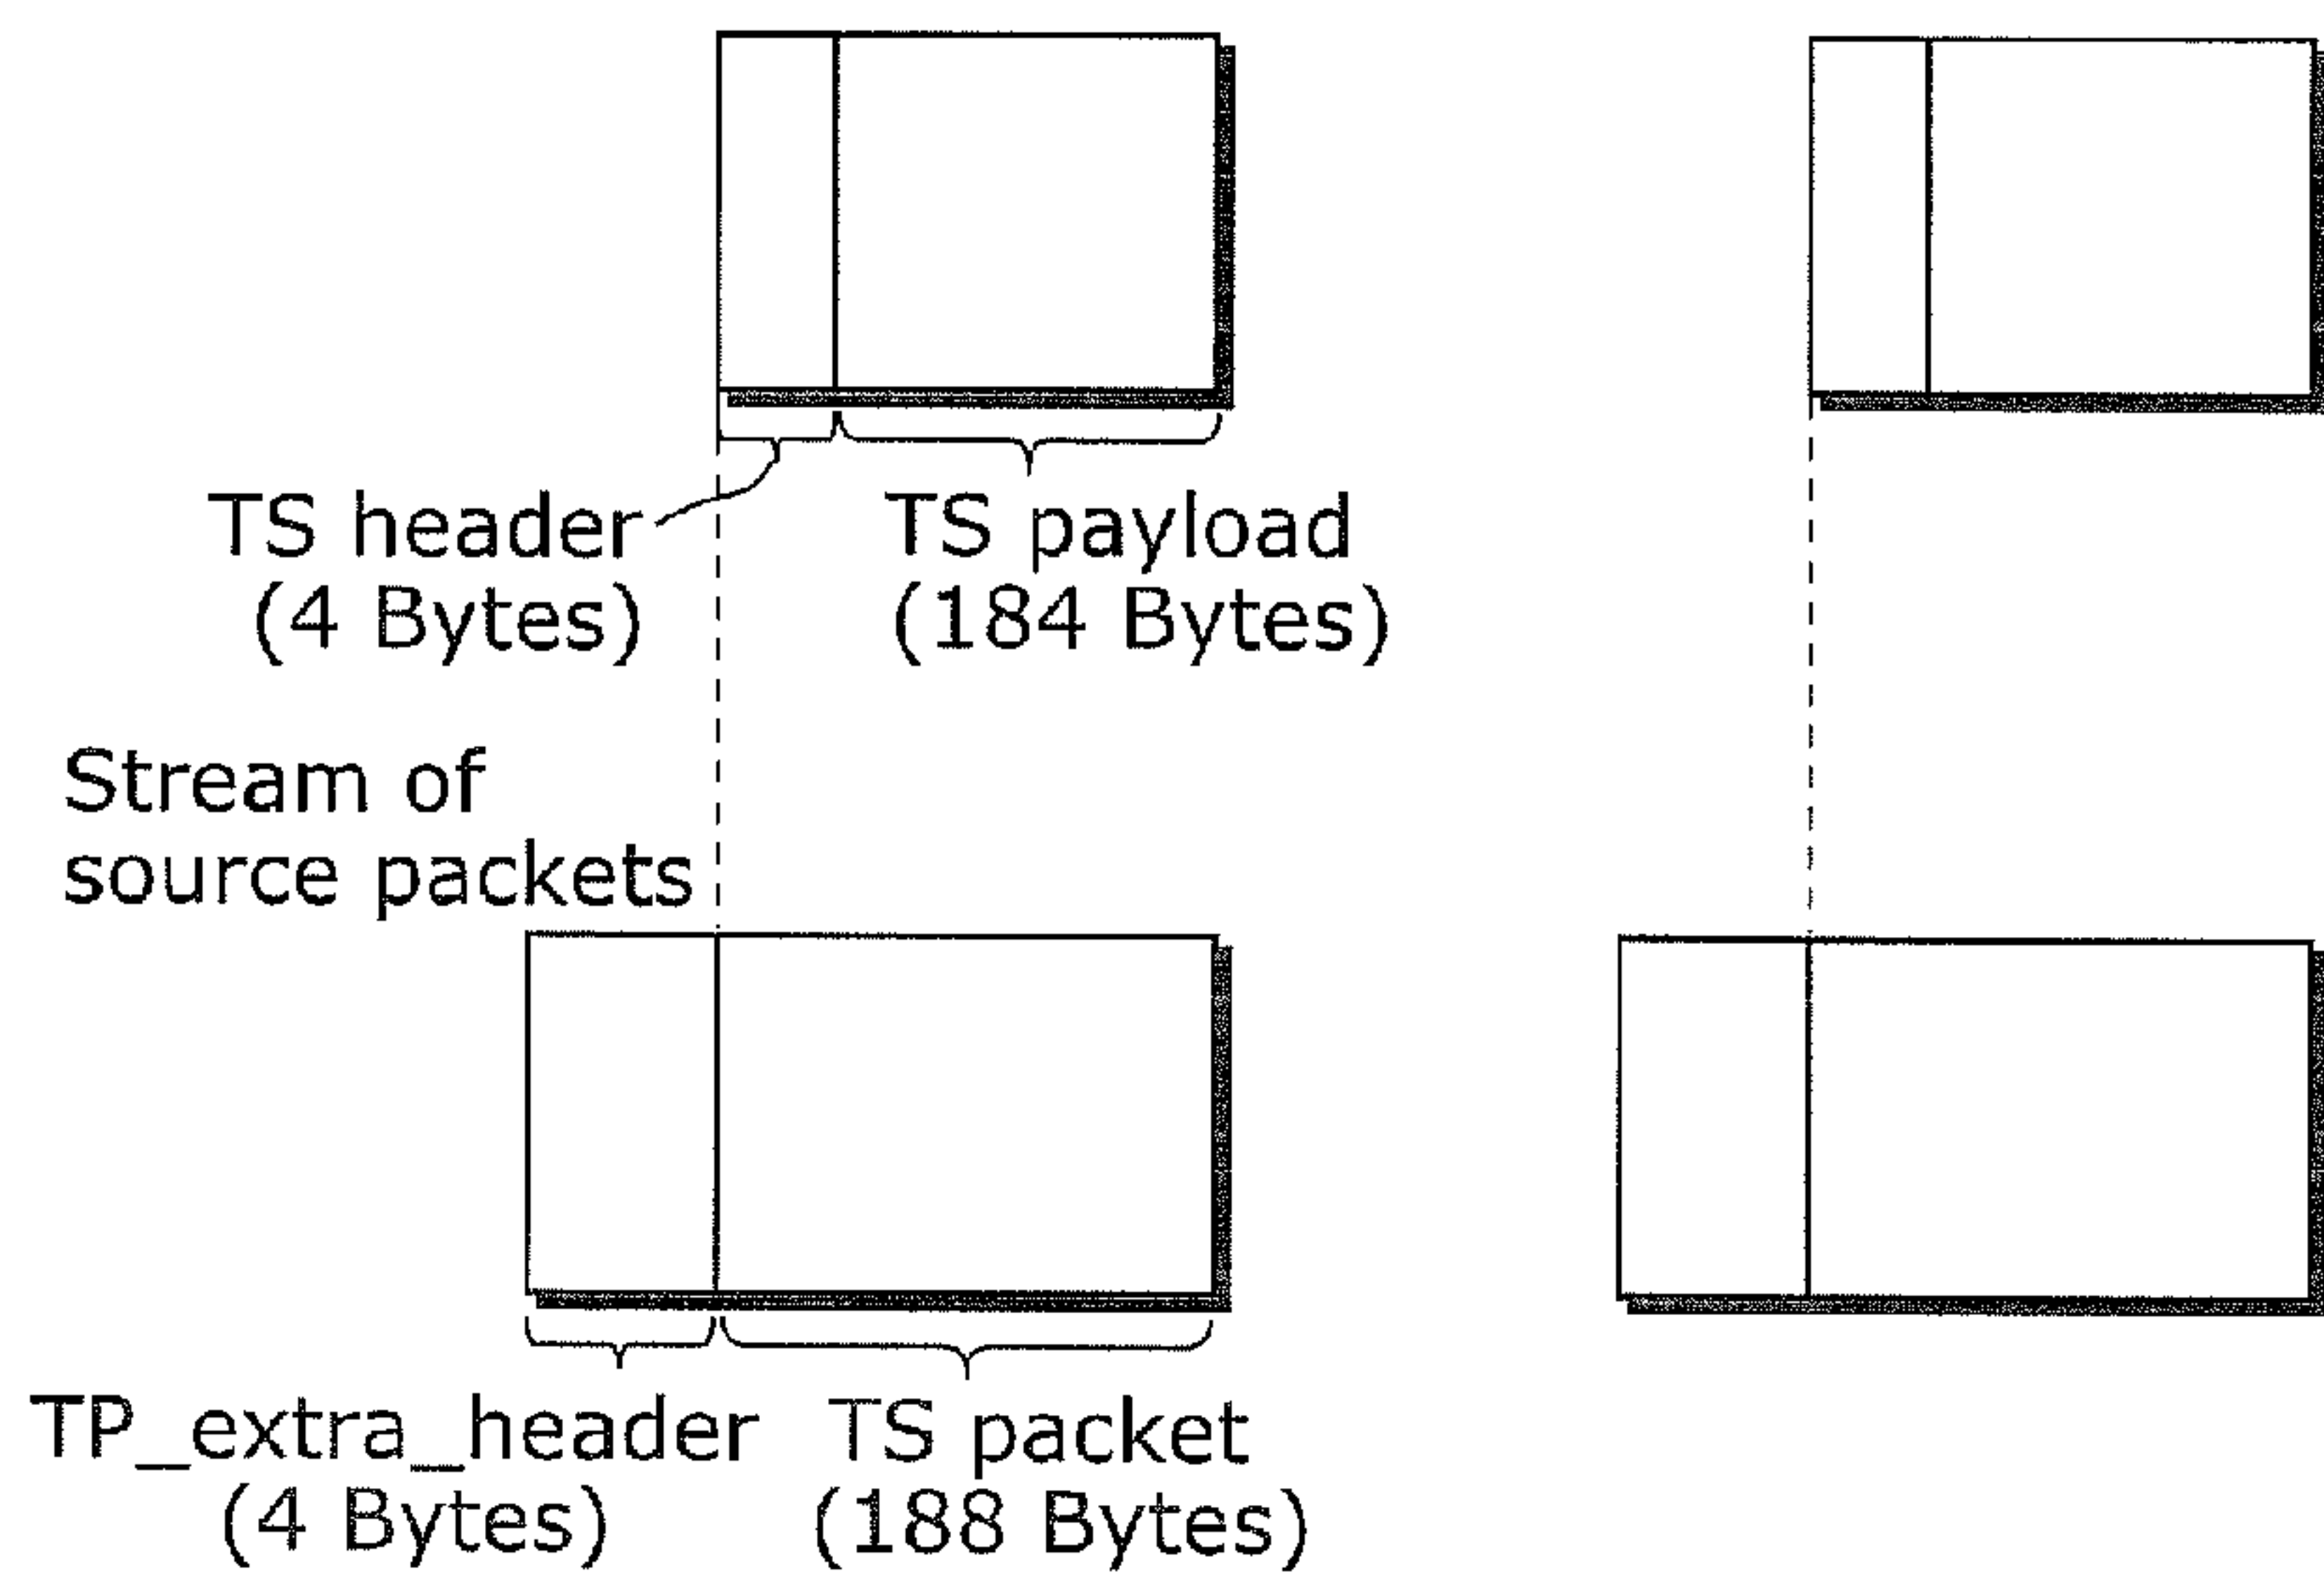 TS header
(4 Bytes)
TS payload
(184 Bytes)
Stream of
source packets
TP_extra_header
(4 Bytes)
TS packet
(188 Bytes)